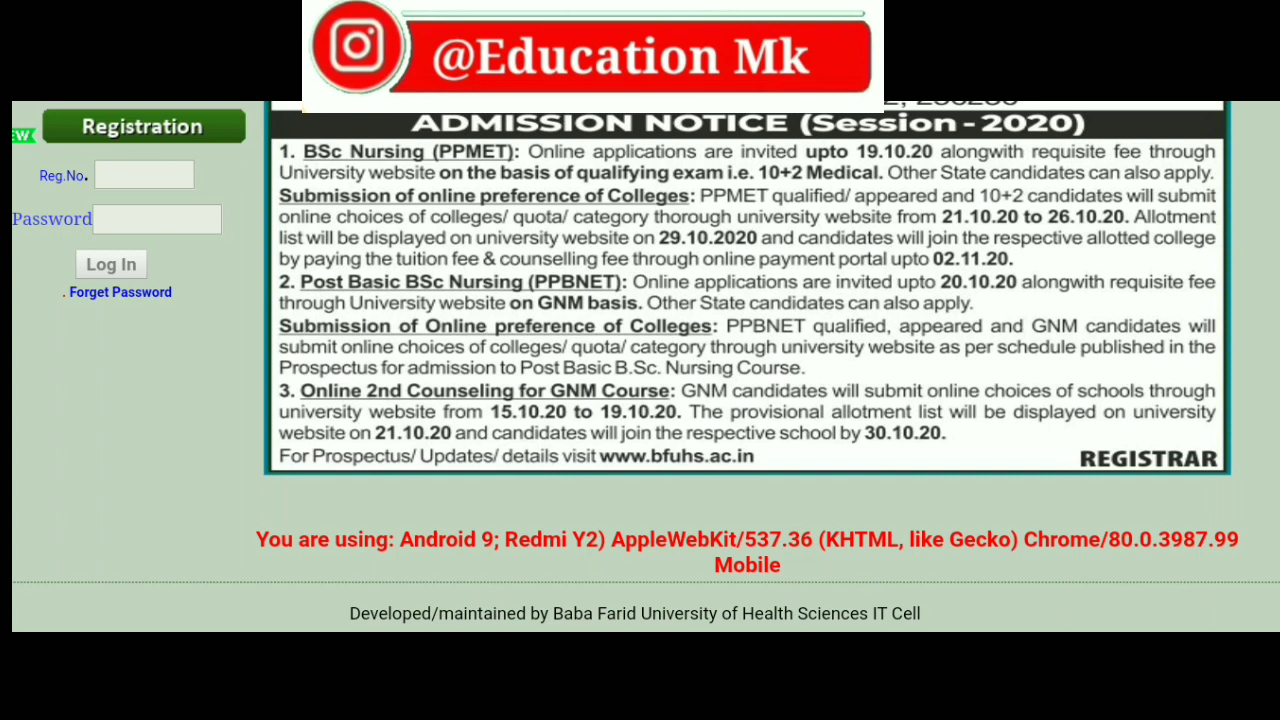 @Education Mk
Registration
Reg.No.
Password
Log In
. Forget Password
ADMISSION NOTICE (Session - 2020)
1. BSc Nursing (PPMET): Online applications are invited upto 19.10.20 alongwith requisite fee through
University website on the basis of qualifying exam i.e. 10+2 Medical. Other State candidates can also apply.
Submission of online preference of Colleges: PPMET qualified/ appeared and 10+2 candidates will submit
online choices of colleges/ quota/ category thorough university website from 21.10.20 to 26.10.20. Allotment
list will be displayed on university website on 29.10.2020 and candidates will join the respective allotted college
by paying the tuition fee & counselling fee through online payment portal upto 02.11.20.
2. Post Basic BSc Nursing (PPBNET): Online applications are invited upto 20.10.20 alongwith requisite fee
through University website on GNM basis. Other State candidates can also apply.
Submission of Online preference of Colleges: PPBNET qualified, appeared and GNM candidates will
submit online choices of colleges/ quota/ category through university website as per schedule published in the
Prospectus for admission to Post Basic B.Sc. Nursing Course.
3. Online 2nd Counseling for GNM Course: GNM candidates will submit online choices of schools through
university website from 15.10.20 to 19.10.20. The provisional allotment list will be displayed on university
website on 21.10.20 and candidates will join the respective school by 30.10.20.
For Prospectus/ Updates/ details visit www.bfuhs.ac.in
REGISTRAR
You are using: Android 9; Redmi Y2) AppleWebKit/537.36 (KHTML, like Gecko) Chrome/80.0.3987.99
Mobile
Developed/maintained by Baba Farid University of Health Sciences IT Cell